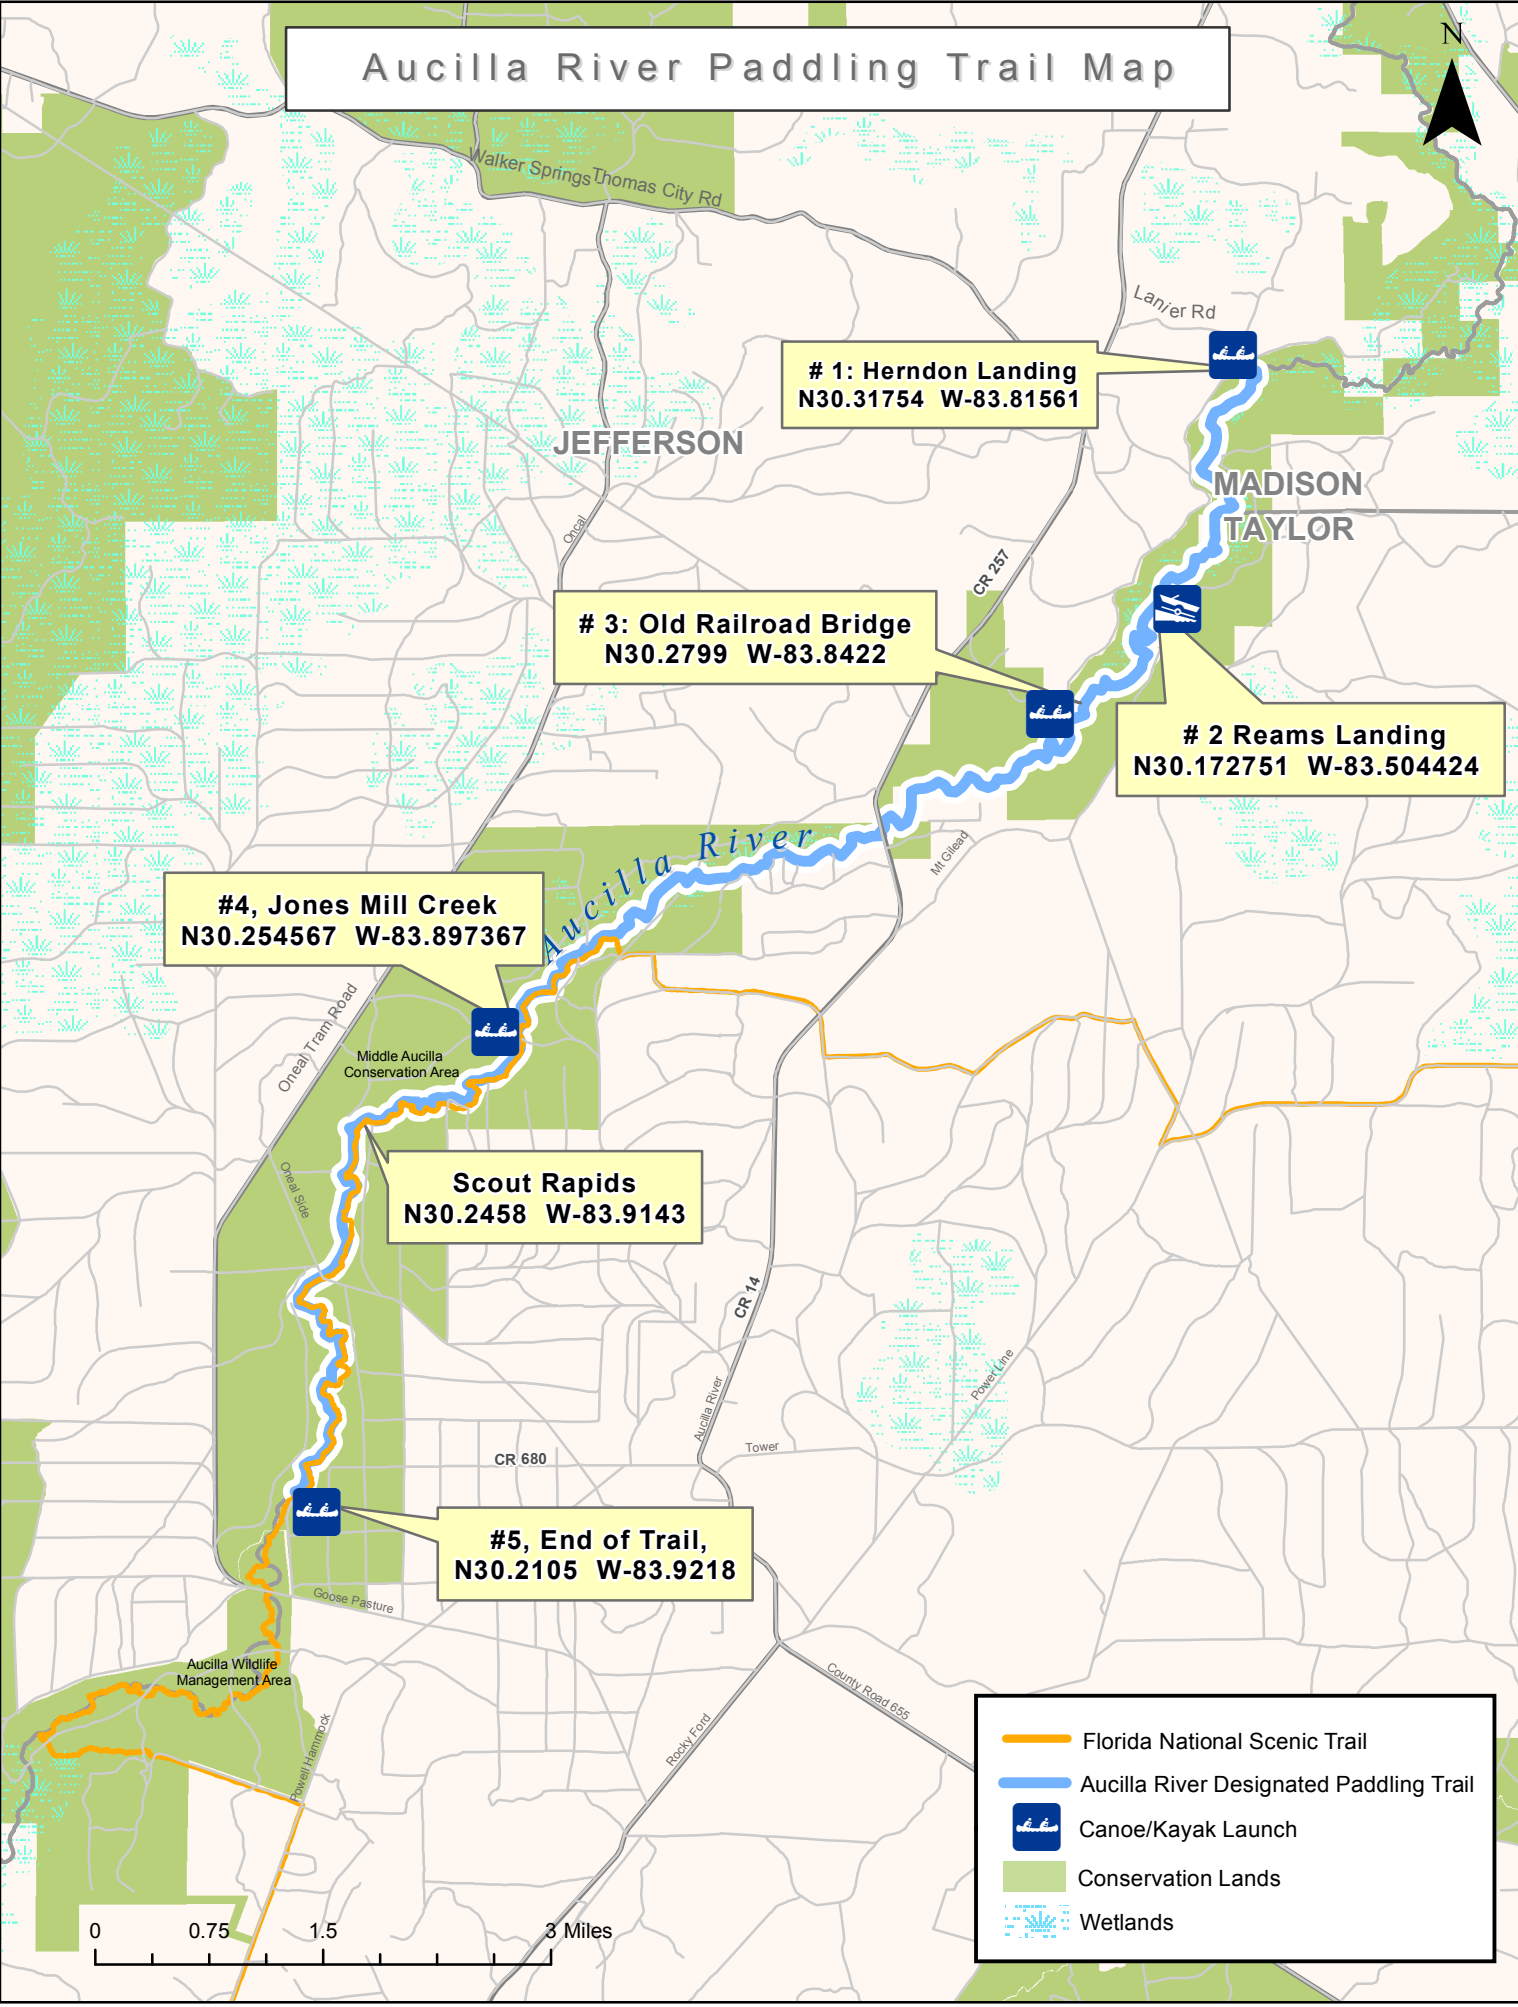 Aucilla River Paddling Trail Map
N
Walker Springs
Thomas City Rd
Lanier Rd
# 1: Herndon Landing
N30.31754 W-83.81561
JEFFERSON
MADISON
TAYLOR
Oncal
CR 257
# 3: Old Railroad Bridge
N30.2799 W-83.8422
# 2 Reams Landing
N30.172751 W-83.504424
Aucilla River
Mt Gilead
#4, Jones Mill Creek
N30.254567 W-83.897367
Oneal Tram Road
Middle Aucilla
Conservation Area
Oneal Side
Scout Rapids
N30.2458 W-83.9143
CR 14
Power Line
Aucilla River
Tower
CR 680
#5, End of Trail,
N30.2105 W-83.9218
Goose Pasture
Aucilla Wildlife
Management Area
County Road 655
Rocky Ford
Powell Hammock
Florida National Scenic Trail
Aucilla River Designated Paddling Trail
Canoe/Kayak Launch
Conservation Lands
Wetlands
0 0.75 1.5 3 Miles